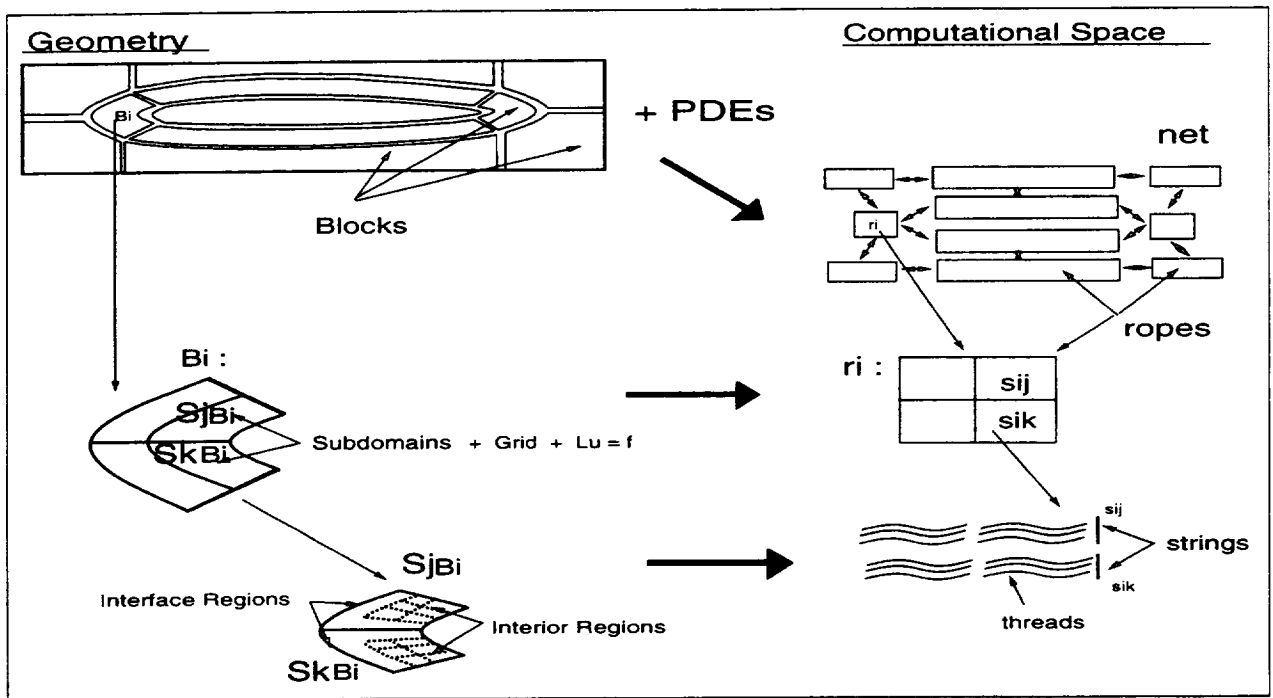 Geometry
Computational Space
Bi
+ PDEs
net
Blocks
ri
ropes
Bi :
ri :
sij
SjBi
sik
SkBi
Subdomains + Grid + Lu = f
sij
strings
SjBi
sik
Interface Regions
Interior Regions
threads
SkBi